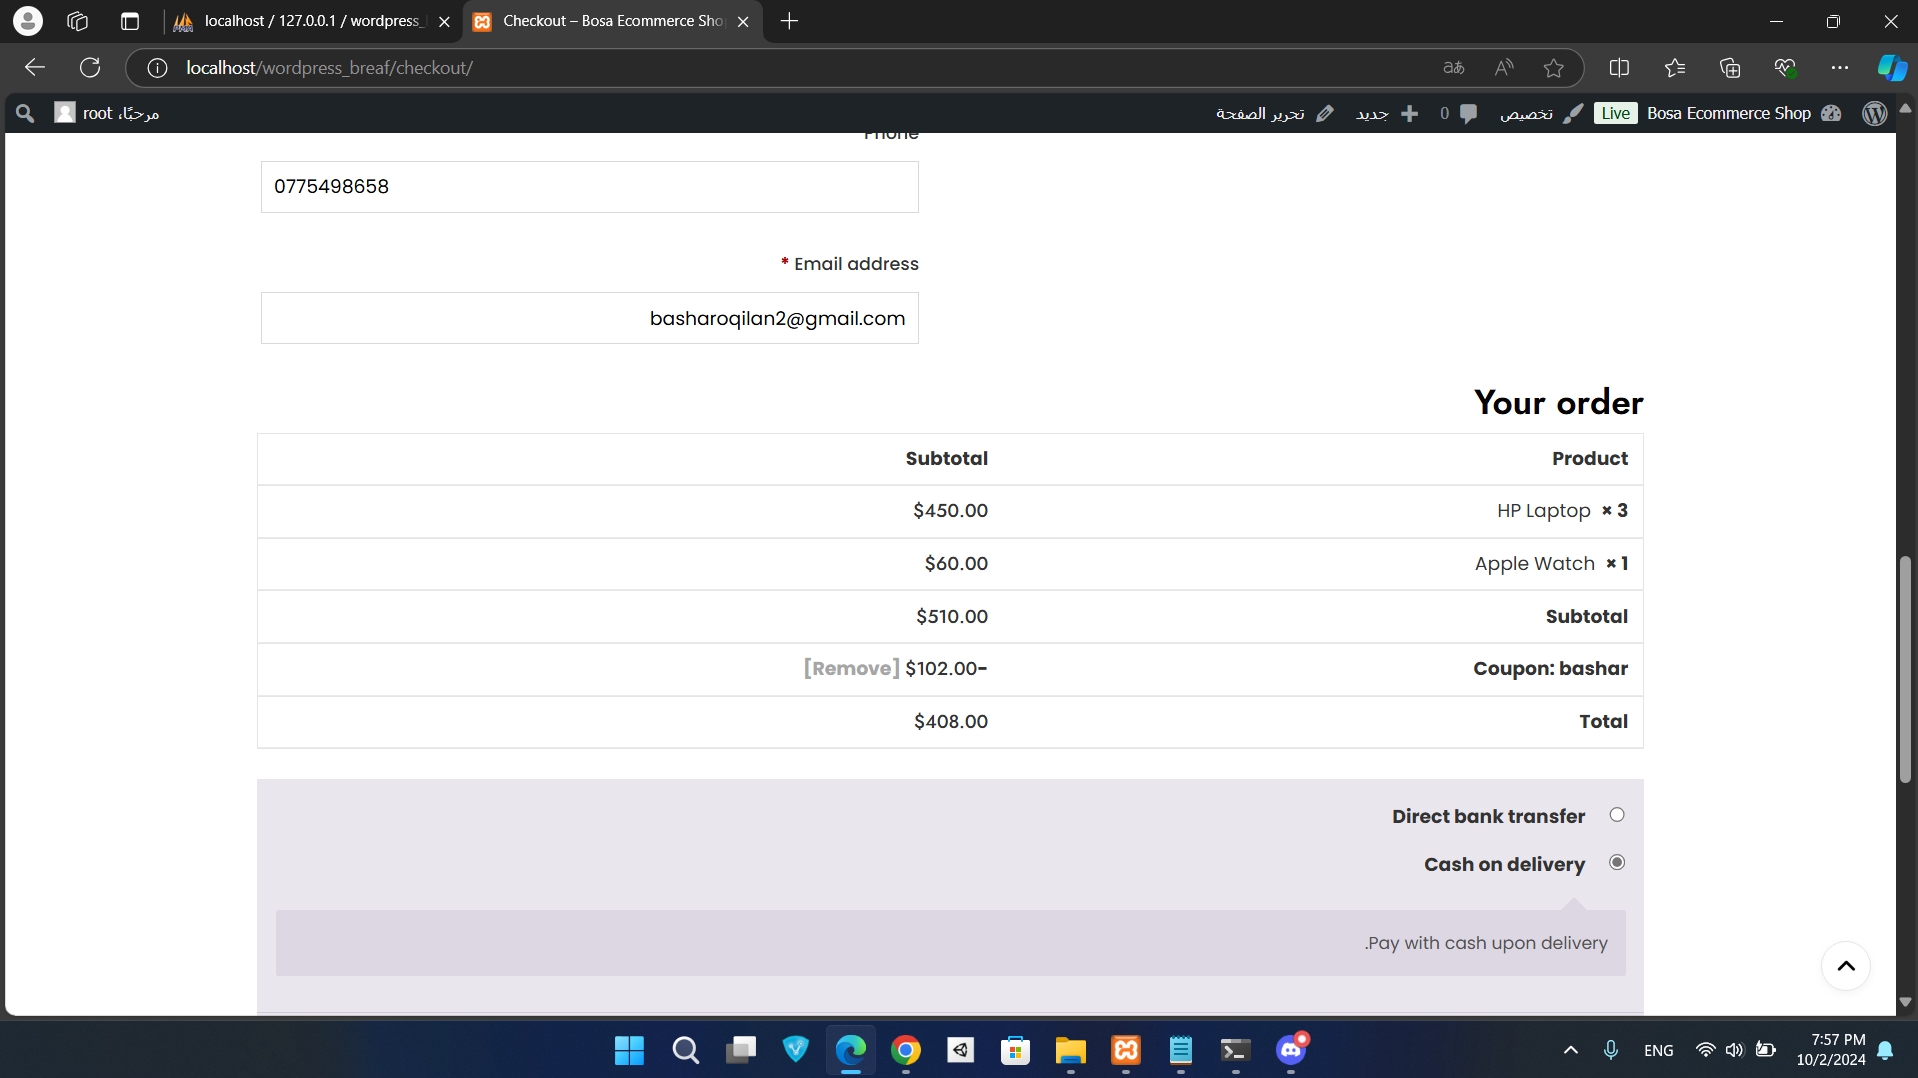 localhost / 127.0.0.1 / wordpress_
Checkout – Bosa Ecommerce Sho
localhost/wordpress_breaf/checkout/
مرحبًا، root
تحرير الصفحة
جديد
0
تخصيص
Live
Bosa Ecommerce Shop
Phone
0775498658
* Email address
basharoqilan2@gmail.com
Your order
Subtotal Product
$450.00 HP Laptop × 3
$60.00 Apple Watch × 1
$510.00 Subtotal
[Remove] $102.00- Coupon: bashar
$408.00 Total
Direct bank transfer
Cash on delivery
.Pay with cash upon delivery
ENG
7:57 PM
10/2/2024